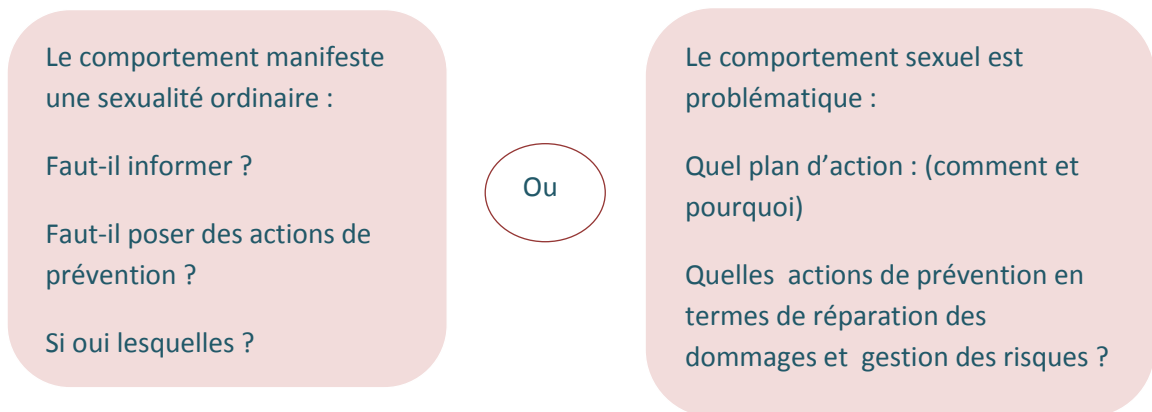 Le comportement manifeste
une sexualité ordinaire :
Faut-il informer ?
Faut-il poser des actions de
prévention ?
Si oui lesquelles ?
Ou
Le comportement sexuel est
problématique :
Quel plan d’action : (comment et
pourquoi)
Quelles  actions de prévention en
termes de réparation des
dommages et  gestion des risques ?